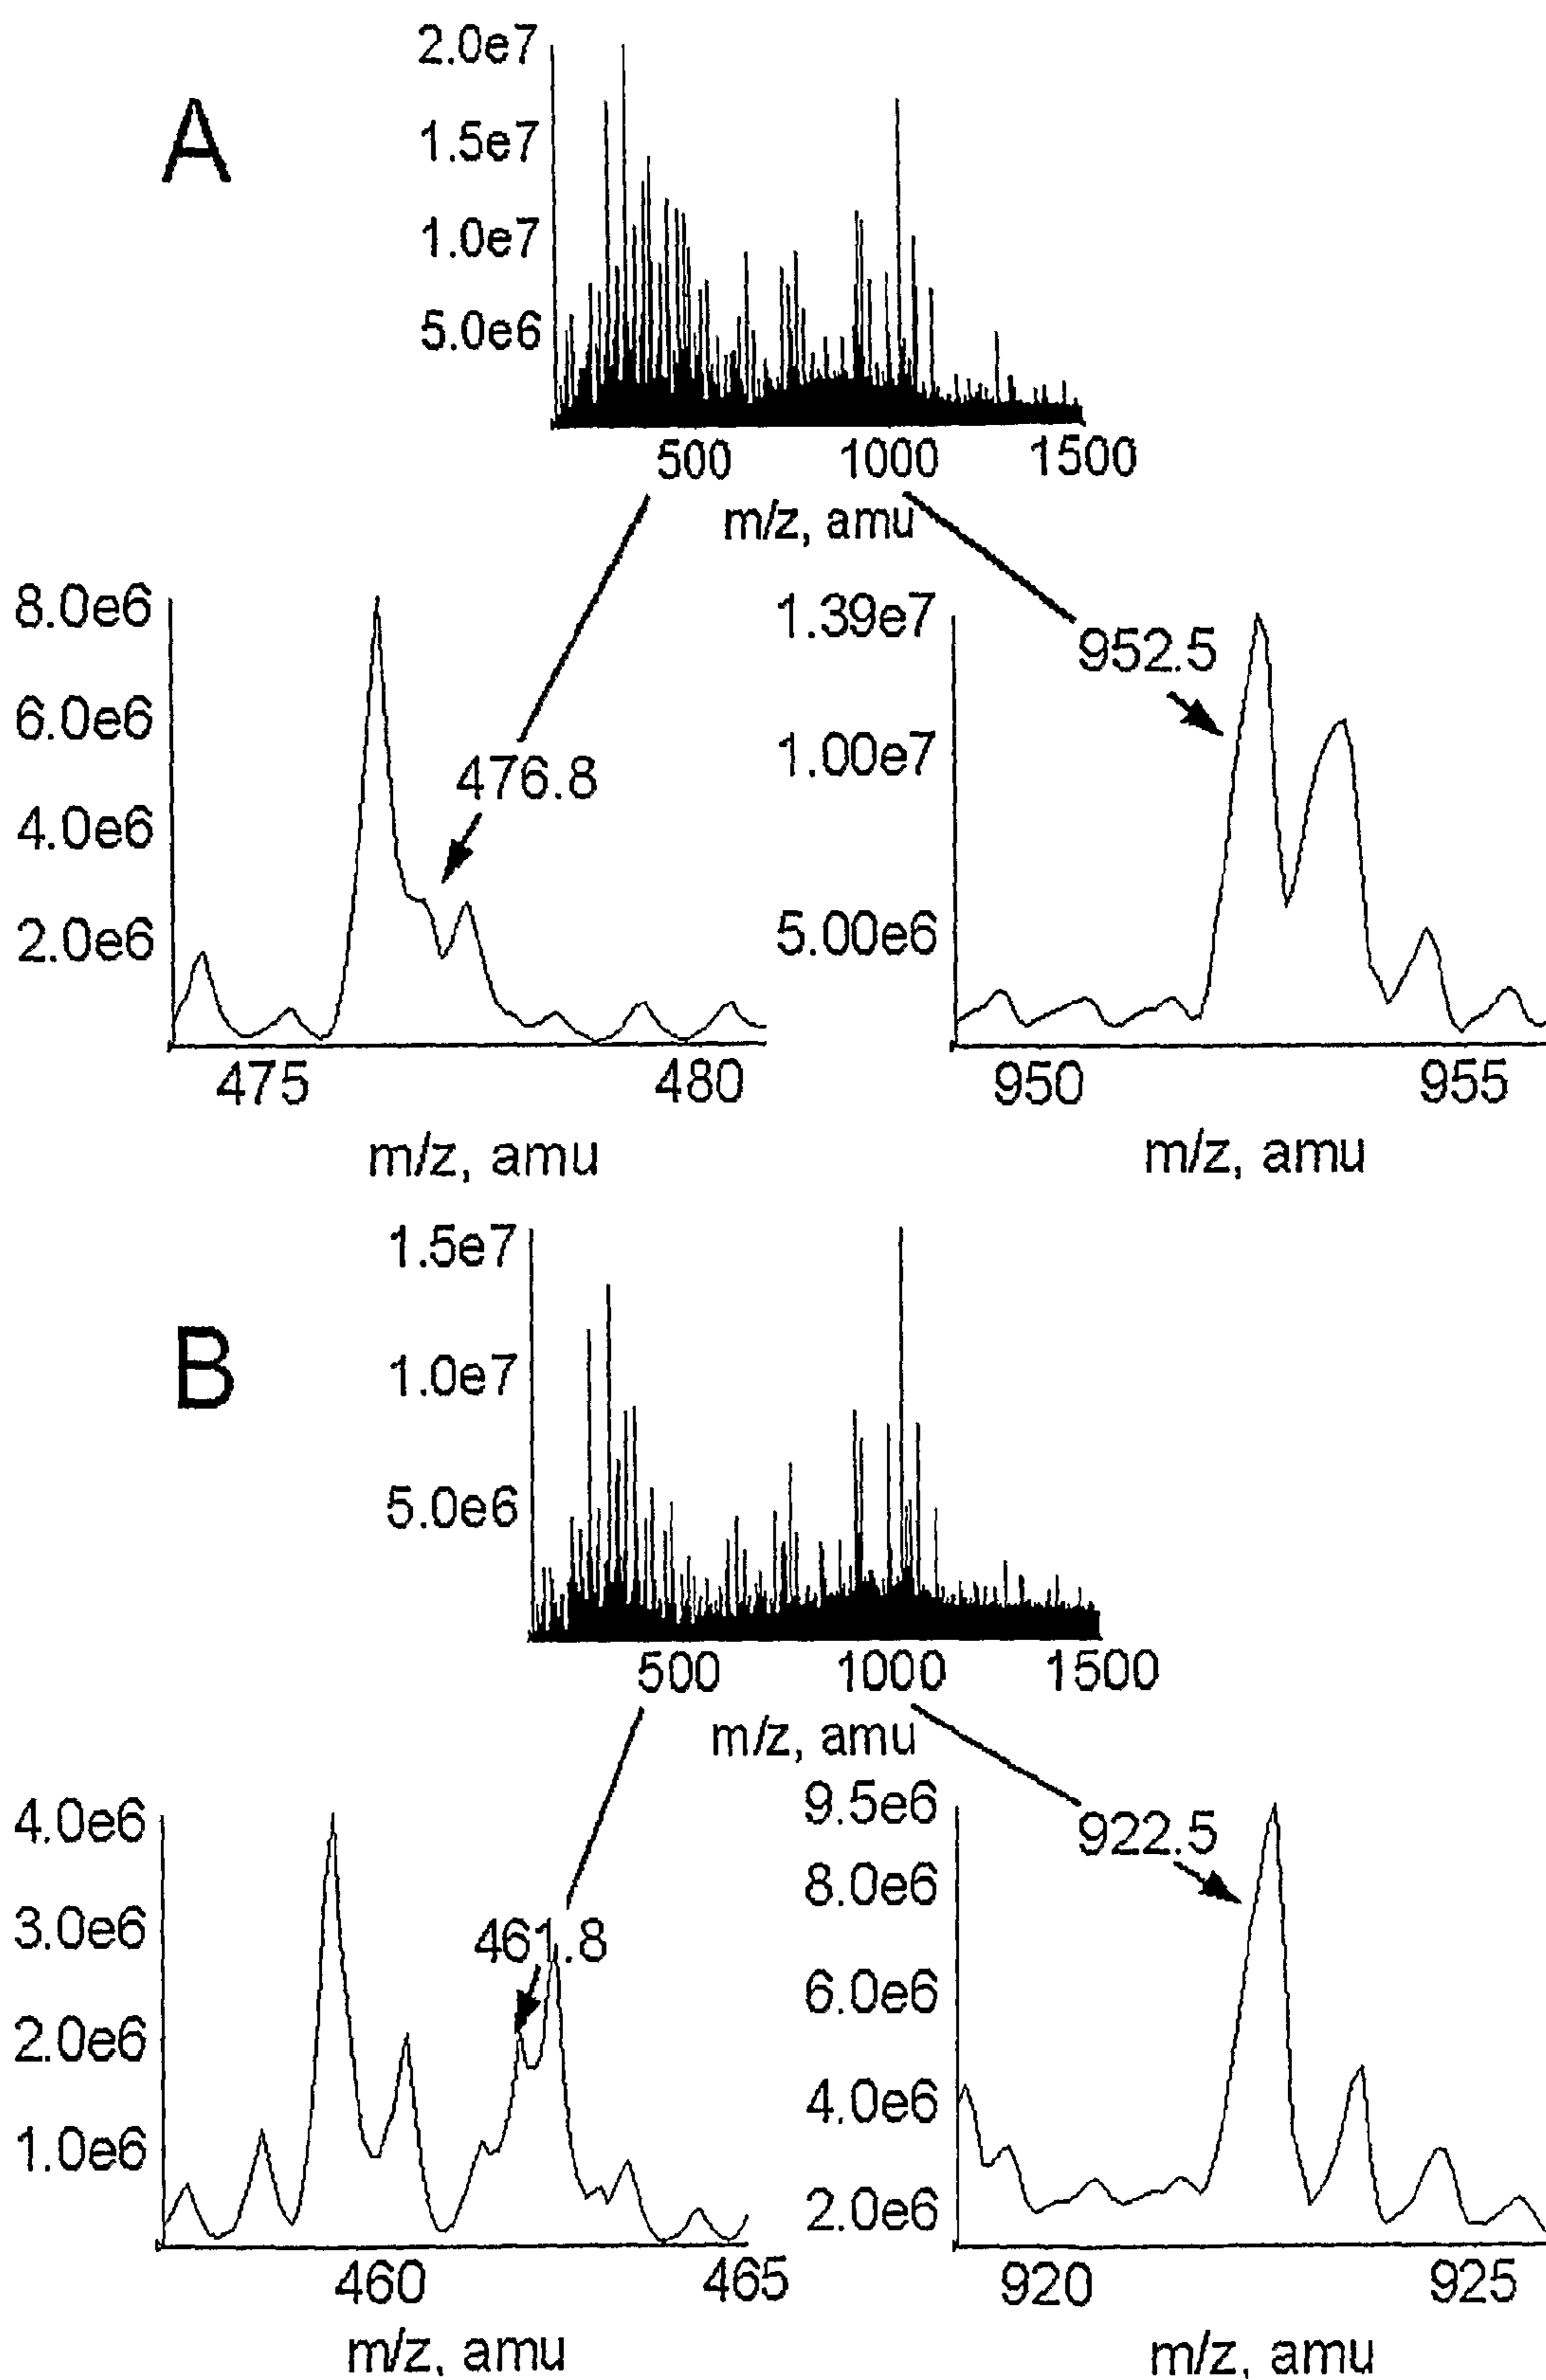 A
2.0e7
1.5e7
1.0e7
5.0e6
500 1000 1500
m/z, amu
8.0e6
6.0e6
4.0e6
2.0e6
476.8
475 480
m/z, amu
1.39e7
1.00e7
5.00e6
952.5
950 955
m/z, amu
B
1.5e7
1.0e7
5.0e6
500 1000 1500
m/z, amu
4.0e6
3.0e6
2.0e6
1.0e6
461.8
460 465
m/z, amu
9.5e6
8.0e6
6.0e6
4.0e6
2.0e6
922.5
920 925
m/z, amu